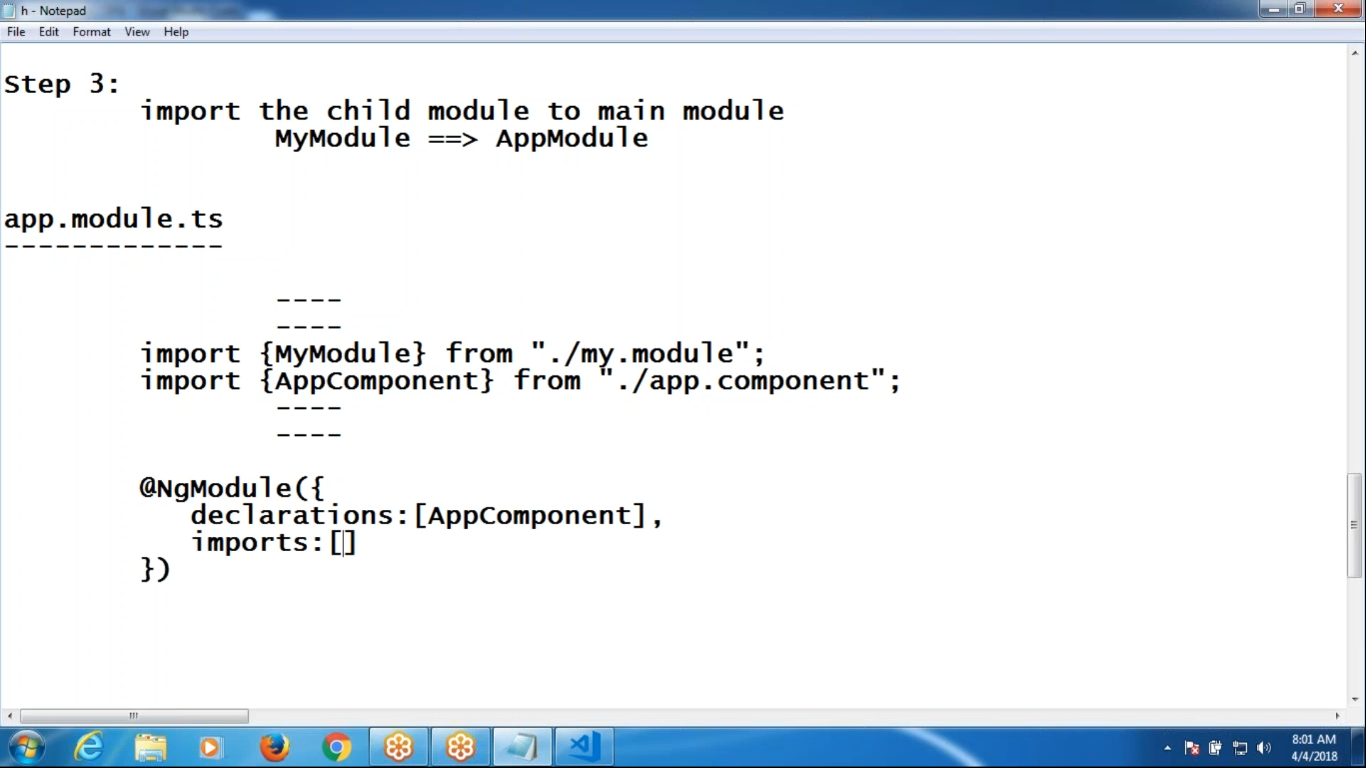 h - Notepad
File Edit Format View Help
Step 3:
import the child module to main module
MyModule ==> AppModule
app.module.ts
-------------
----
----
import {MyModule} from "./my.module";
import {AppComponent} from "./app.component";
----
----
@NgModule({
declarations:[AppComponent],
imports:[]
})
8:01 AM
4/4/2018